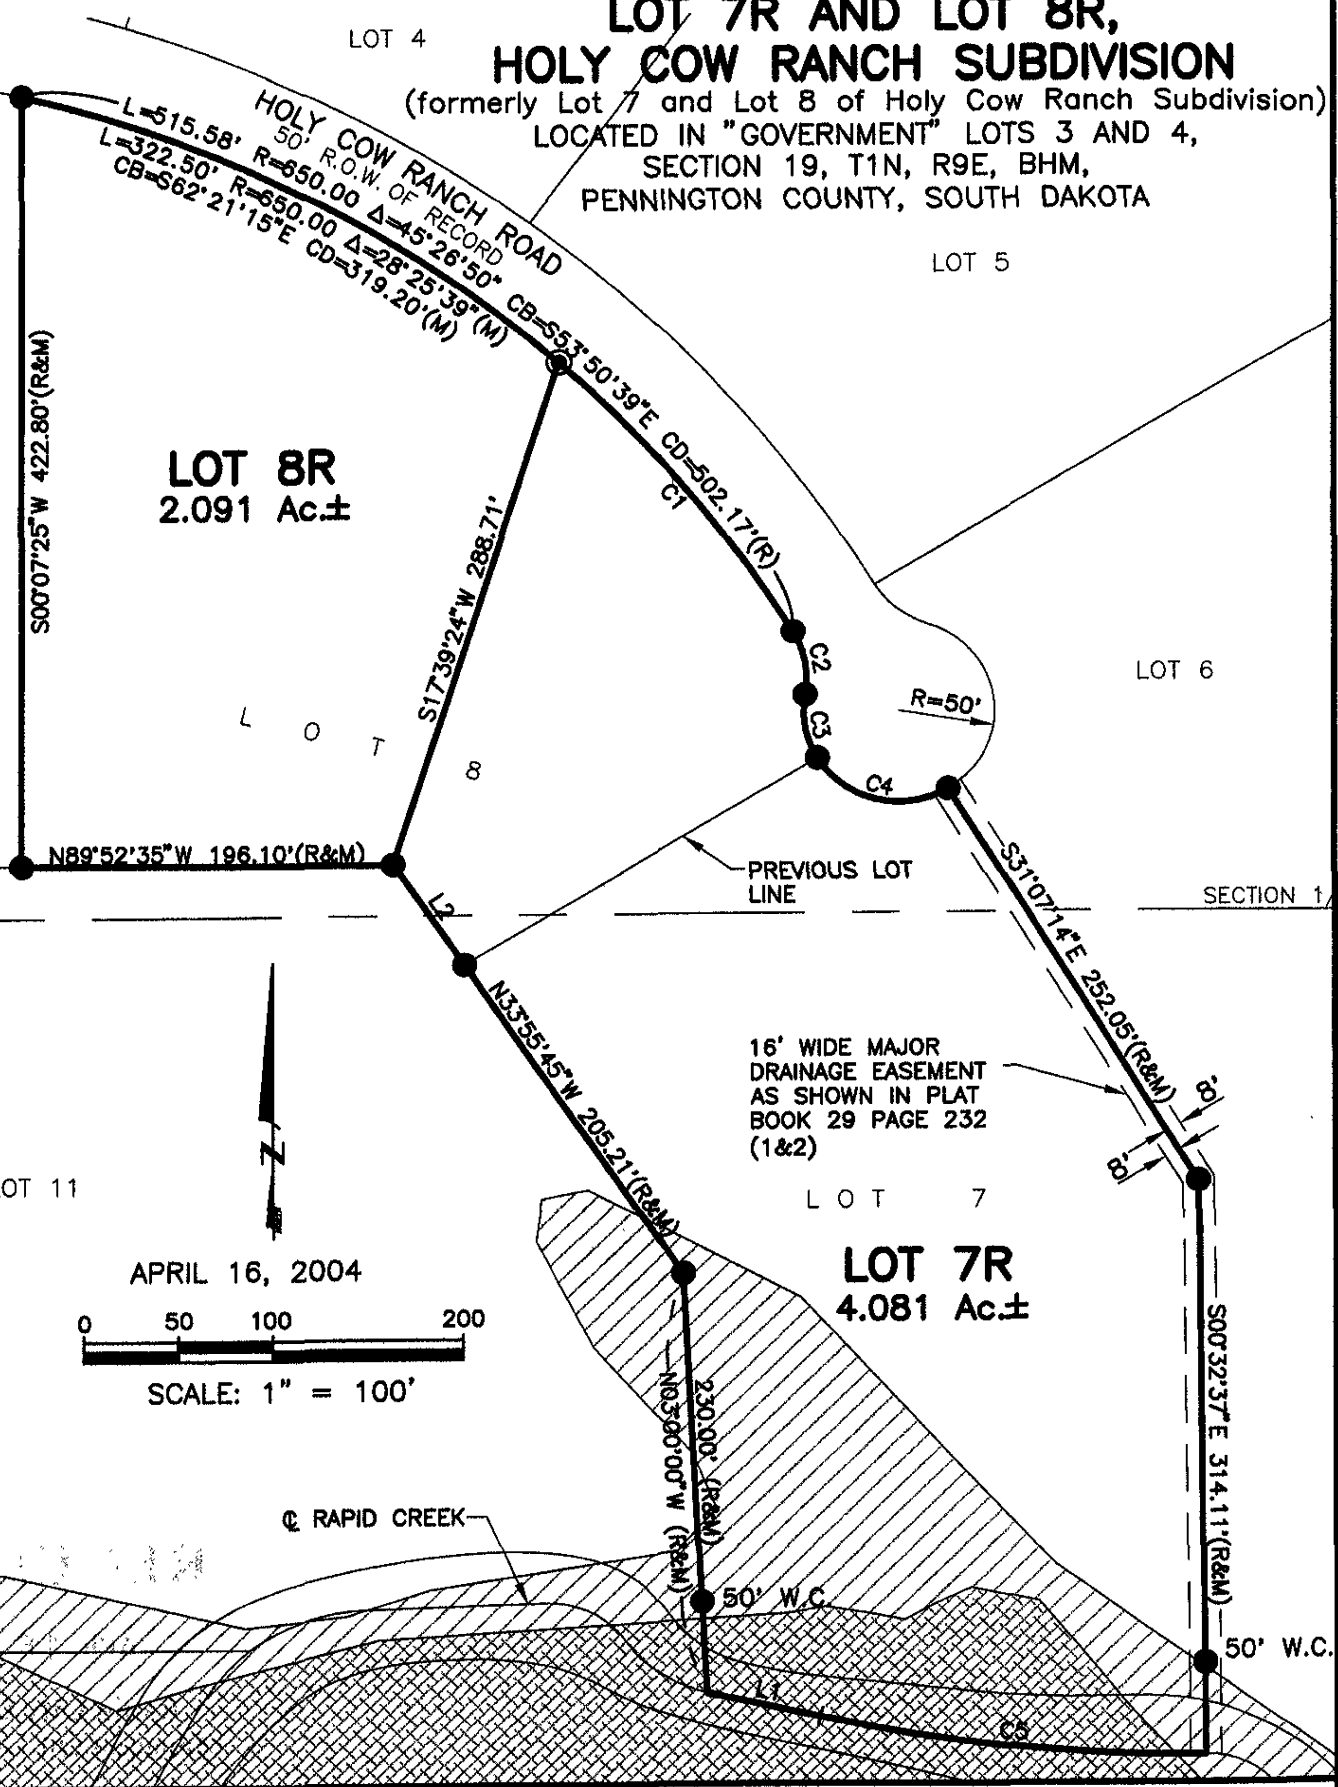 LOT 7R AND LOT 8R,
HOLY COW RANCH SUBDIVISION
(formerly Lot 7 and Lot 8 of Holy Cow Ranch Subdivision)
LOCATED IN "GOVERNMENT" LOTS 3 AND 4,
SECTION 19, T1N, R9E, BHM,
PENNINGTON COUNTY, SOUTH DAKOTA
LOT 4
HOLY COW RANCH ROAD
50' R.O.W. OF RECORD
L=515.58' R=650.00 Δ=45°26'50" CB=S53°50'39"E CD=502.17'(R)
L=322.50' R=650.00 Δ=28°25'39"(M)
CB=S62°21'15"E CD=319.20'(M)
LOT 5
S00°07'25"W 422.80'(R&M)
LOT 8R
2.091 Ac.±
C1
S17°39'24"W 288.71'
C2
LOT 6
R=50'
C3
LOT 8
C4
N89°52'35"W 196.10'(R&M)
PREVIOUS LOT
LINE
L2
SECTION 1
S31°07'14"E 252.05'(R&M)
N33°55'45"W 205.21'(R&M)
16' WIDE MAJOR
DRAINAGE EASEMENT
AS SHOWN IN PLAT
BOOK 29 PAGE 232
(1&2)
8'
8'
N
OT 11
LOT 7
LOT 7R
4.081 Ac.±
APRIL 16, 2004
0 50 100 200
SCALE: 1" = 100'
S00°32'37"E 314.11'(R&M)
230.00' (R&M)
N03°00'00"W (R&M)
℄ RAPID CREEK
50' W.C.
50' W.C.
L1
C5